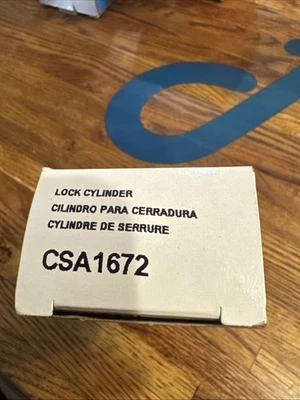 LOCK CYLINDER
CILINDRO PARA CERRADURA
CYLINDRE DE SERRURE
CSA1672